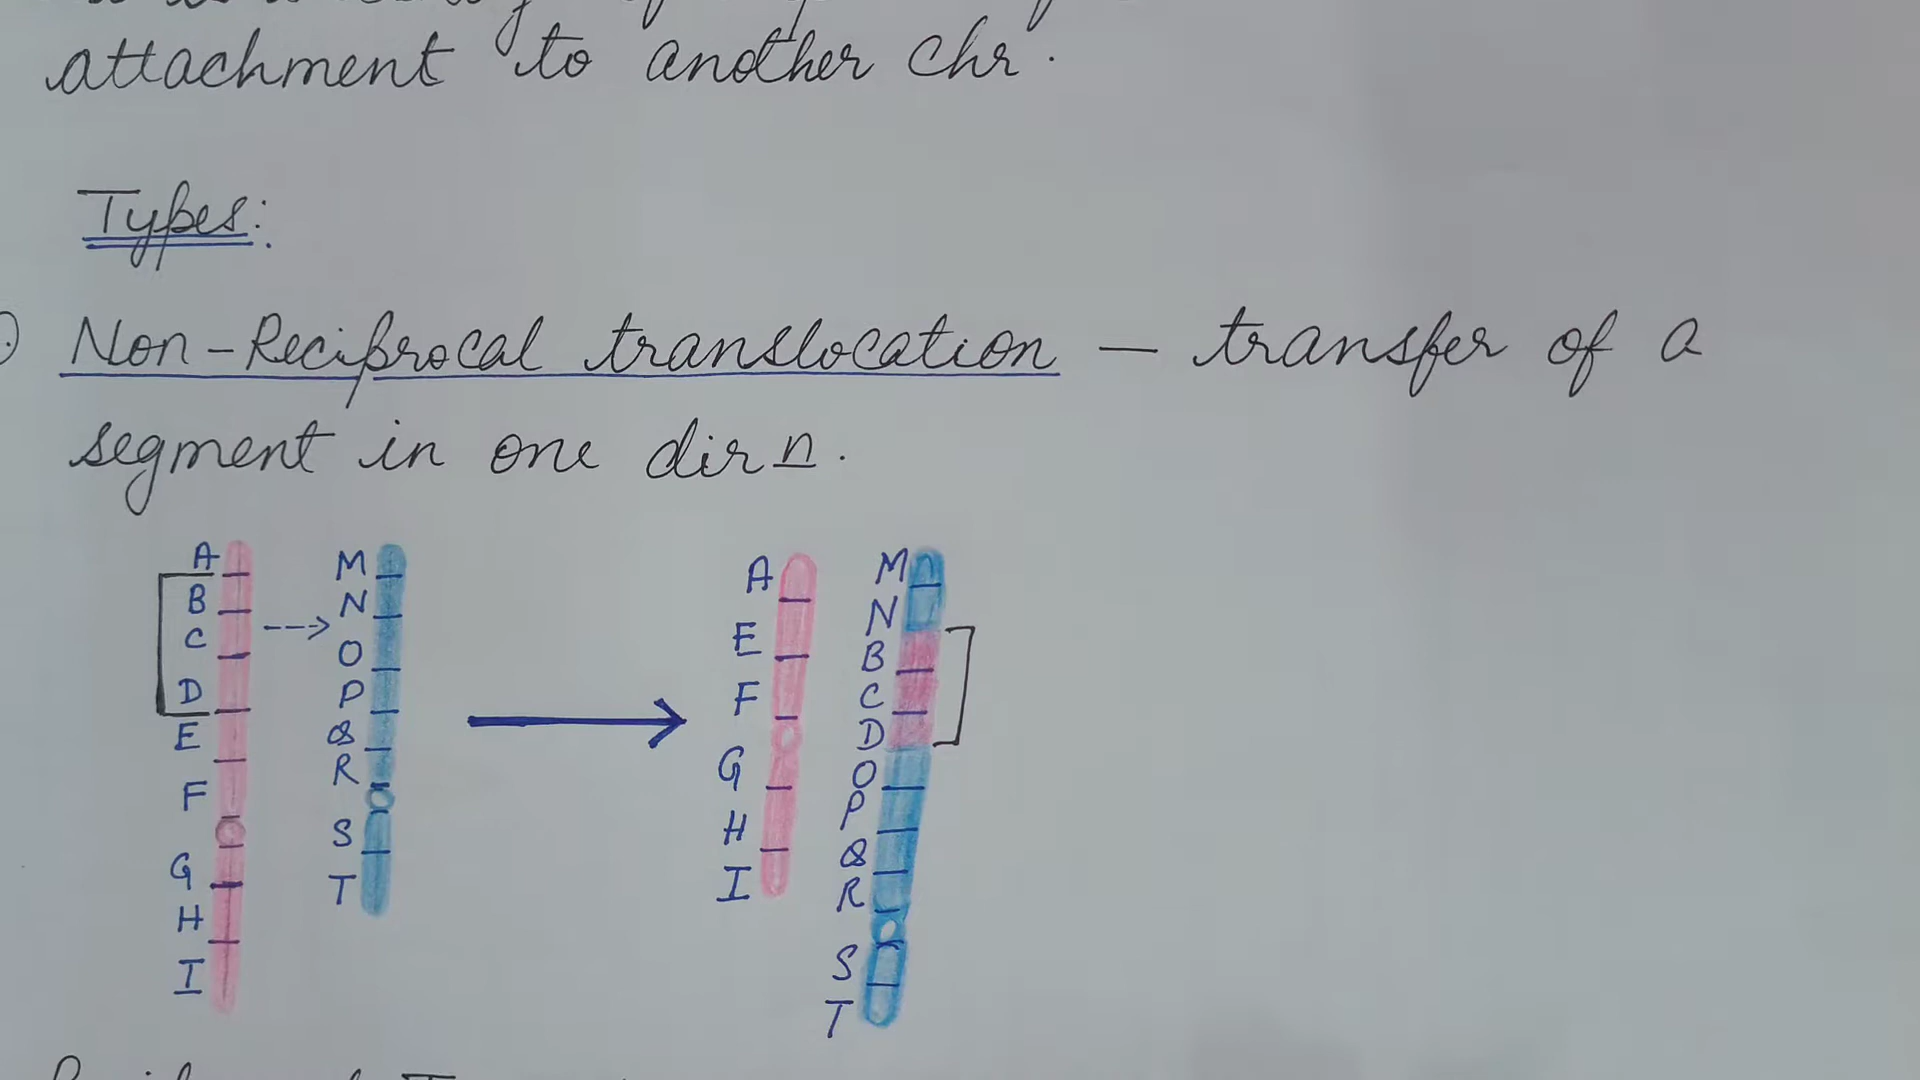 attachment to another chr.
Types:
Non-Reciprocal translocation — transfer of a
segment in one dirn.
A
B
C
D
E
F
G
H
I
M
N
O
P
Q
R
S
T
A
E
F
G
H
I
M
N
B
C
D
O
P
Q
R
S
T